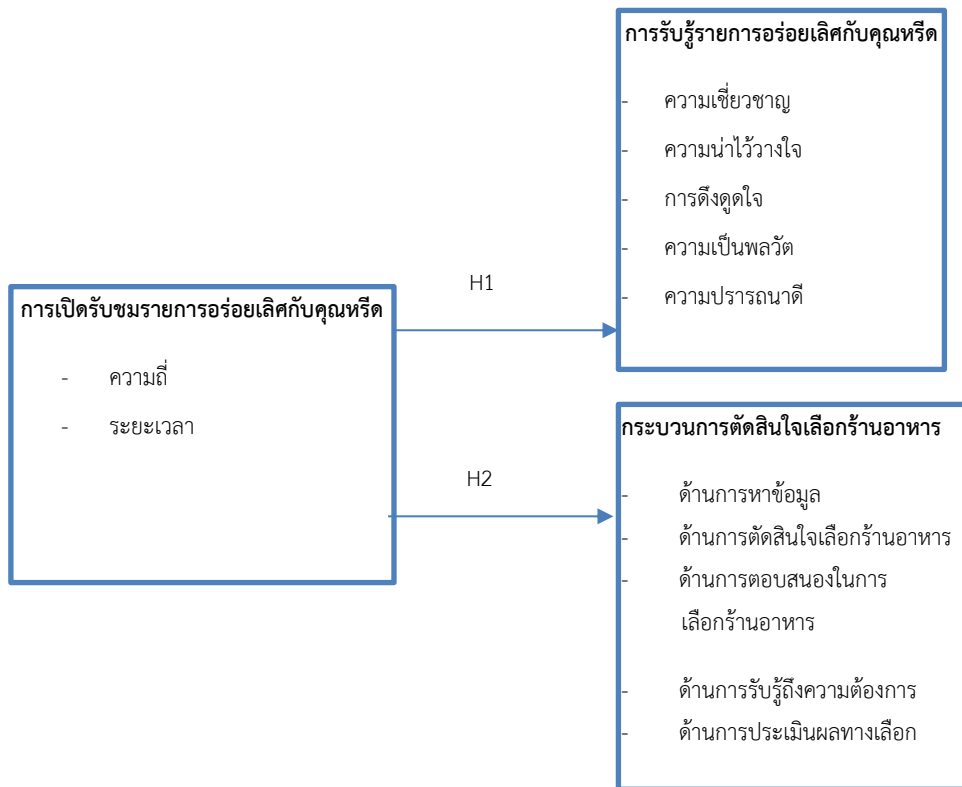 การรับรู้รายการอร่อยเลิศกับคุณหรีด
- ความเชี่ยวชาญ
- ความน่าไว้วางใจ
- การดึงดูดใจ
- ความเป็นพลวัต
- ความปรารถนาดี
H1
การเปิดรับชมรายการอร่อยเลิศกับคุณหรีด
- ความถี่
- ระยะเวลา
H2
กระบวนการตัดสินใจเลือกร้านอาหาร
- ด้านการหาข้อมูล
- ด้านการตัดสินใจเลือกร้านอาหาร
- ด้านการตอบสนองในการ
เลือกร้านอาหาร
- ด้านการรับรู้ถึงความต้องการ
- ด้านการประเมินผลทางเลือก